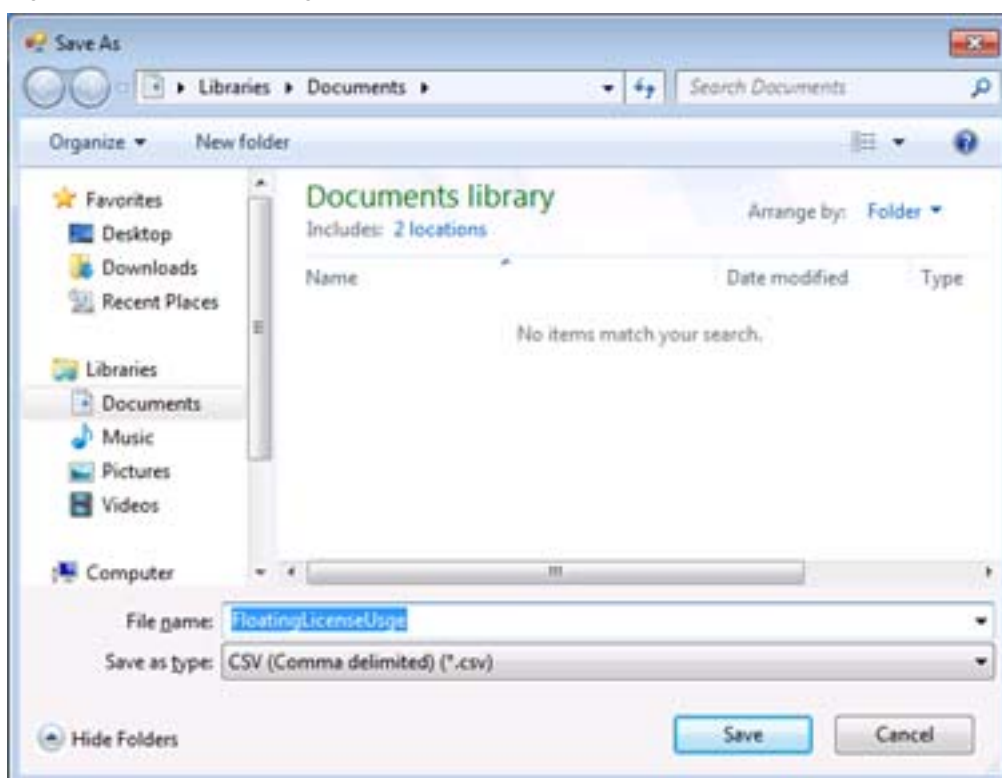 Save As
Libraries Documents
Search Documents
Organize
New folder
Favorites
Desktop
Downloads
Recent Places
Libraries
Documents
Music
Pictures
Videos
Computer
Documents library
Includes: 2 locations
Arrange by: Folder
Name
Date modified
Type
No items match your search.
File name: FloatingLicenseUsge
Save as type: CSV (Comma delimited) (*.csv)
Hide Folders
Save
Cancel